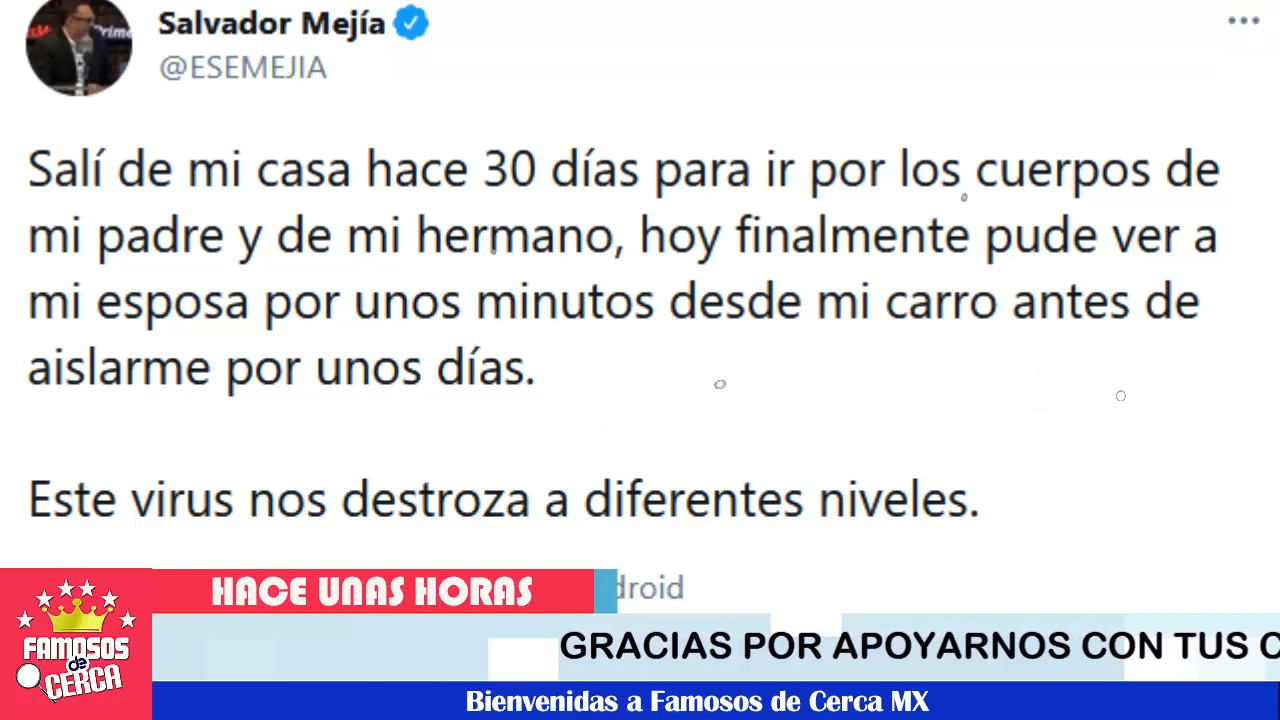 Salvador Mejía
@ESEMEJIA
Salí de mi casa hace 30 días para ir por los cuerpos de
mi padre y de mi hermano, hoy finalmente pude ver a
mi esposa por unos minutos desde mi carro antes de
aislarme por unos días.
Este virus nos destroza a diferentes niveles.
HACE UNAS HORAS
droid
GRACIAS POR APOYARNOS CON TUS C
FAMOSOS
de
CERCA
Bienvenidas a Famosos de Cerca MX